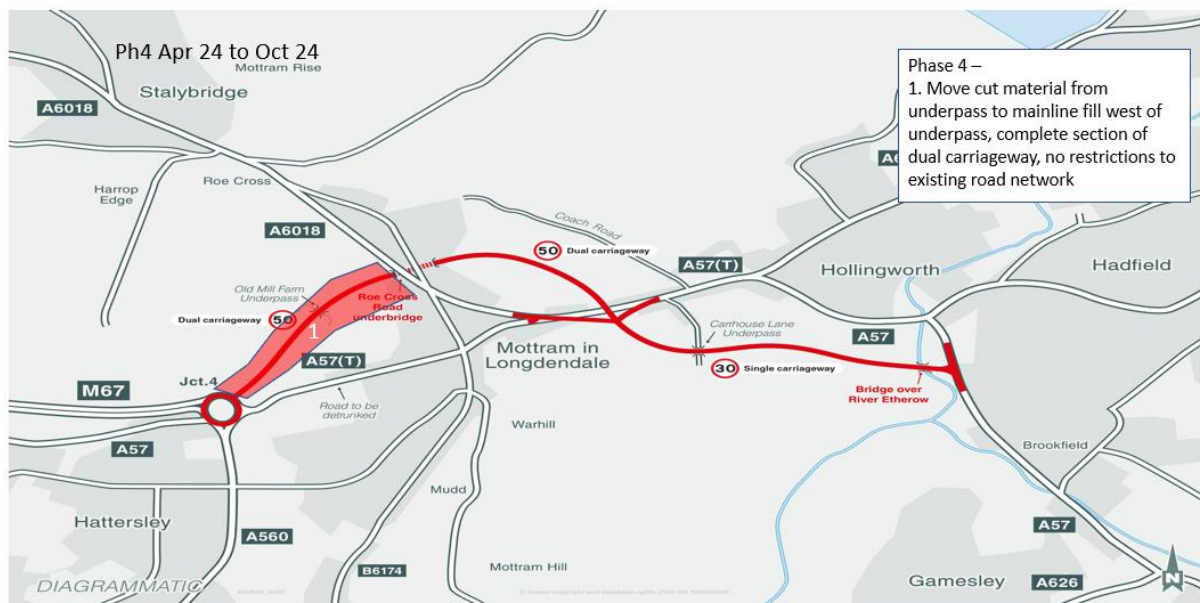 Ph4 Apr 24 to Oct 24
Mottram Rise
Stalybridge
A6018
Phase 4 –
1. Move cut material from
underpass to mainline fill west of
underpass, complete section of
dual carriageway, no restrictions to
existing road network
Harrop
Edge
Roe Cross
A6018
Coach Road
50 Dual carriageway
A57(T)
Hollingworth
Hadfield
Old Mill Farm
Underpass
Roe Cross
Road
underbridge
Dual carriageway 50
1
A57(T)
Mottram in
Longdendale
Carrhouse Lane
Underpass
A57
30 Single carriageway
Bridge over
River Etherow
Jct.4
M67
Road to be
detrunked
Warhill
A57
Brookfield
Mudd
Hattersley
A560
A57
B6174
Mottram Hill
Gamesley
A626
DIAGRAMMATIC
N